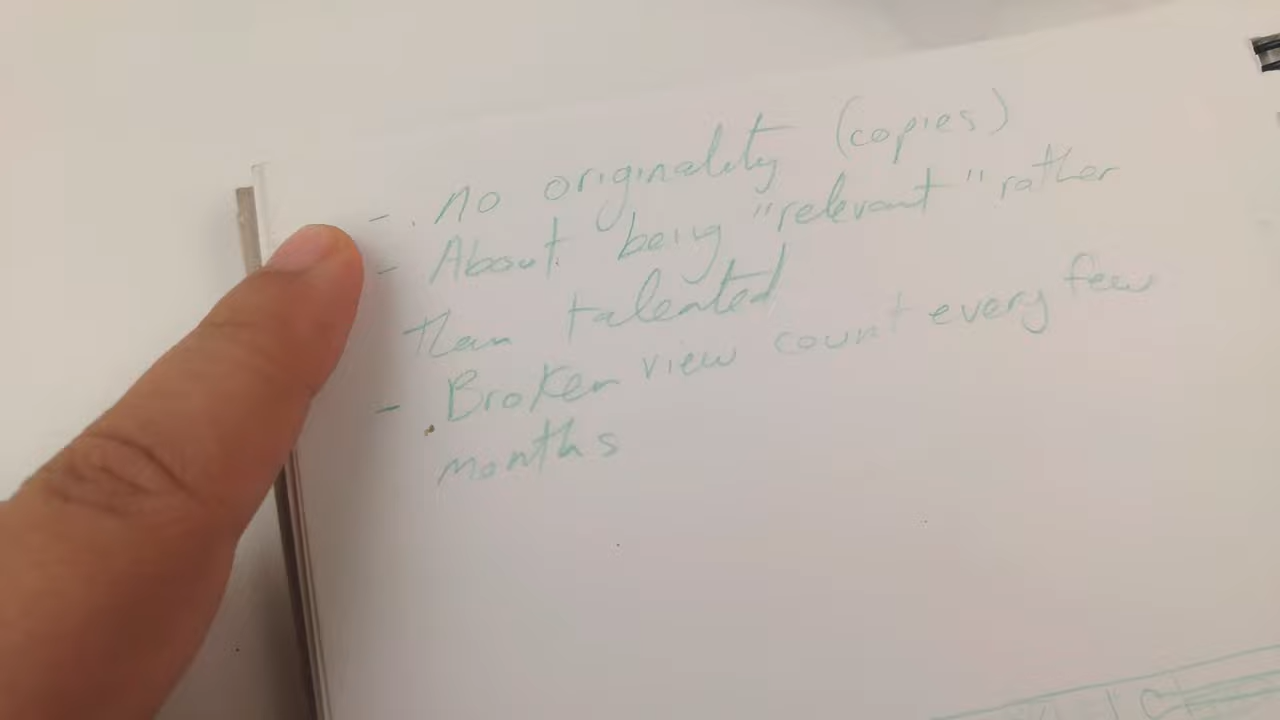 - . no originality (copies)
- About being "relevant" rather
than talented
- . Broken view count every few
months